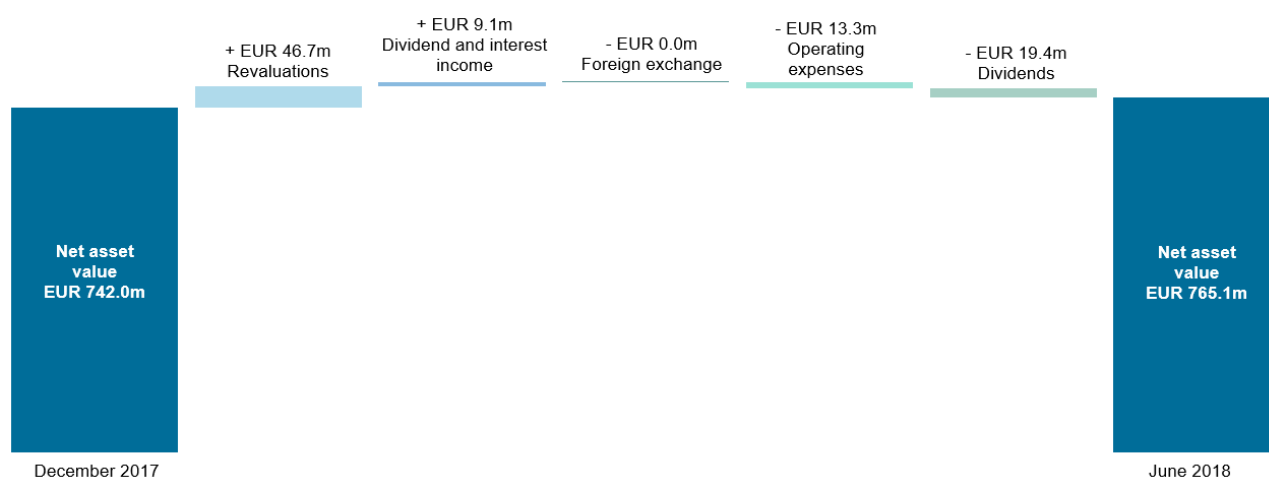 + EUR 46.7m
Revaluations
+ EUR 9.1m
Dividend and interest
income
- EUR 0.0m
Foreign exchange
- EUR 13.3m
Operating
expenses
- EUR 19.4m
Dividends
Net asset
value
EUR 742.0m
Net asset
value
EUR 765.1m
December 2017
June 2018